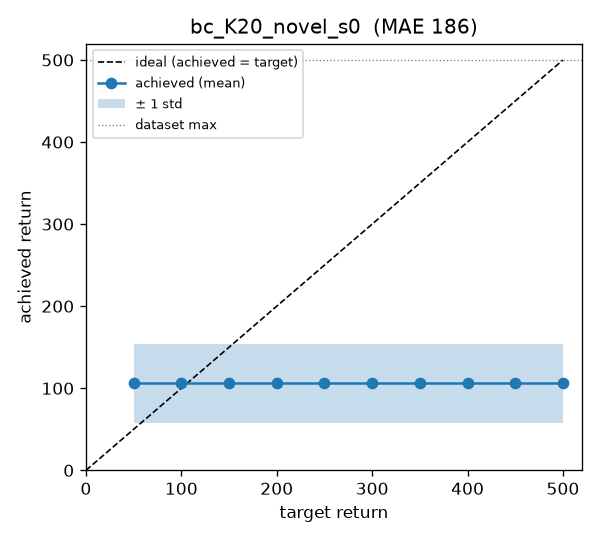 bc_K20_novel_s0  (MAE 186)
ideal (achieved = target)
achieved (mean)
± 1 std
dataset max
achieved return
500
400
300
200
100
0
0 100 200 300 400 500
target return